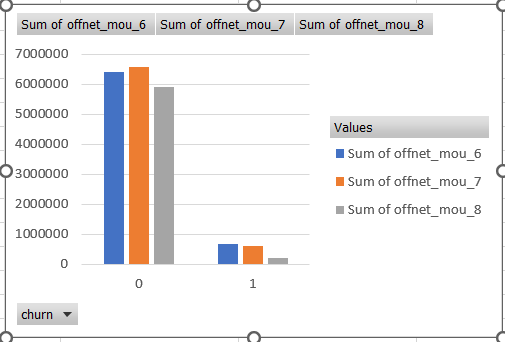 Sum of offnet_mou_6 Sum of offnet_mou_7 Sum of offnet_mou_8
7000000
6000000
5000000
4000000
3000000
2000000
1000000
0
0 1
Values
Sum of offnet_mou_6
Sum of offnet_mou_7
Sum of offnet_mou_8
churn